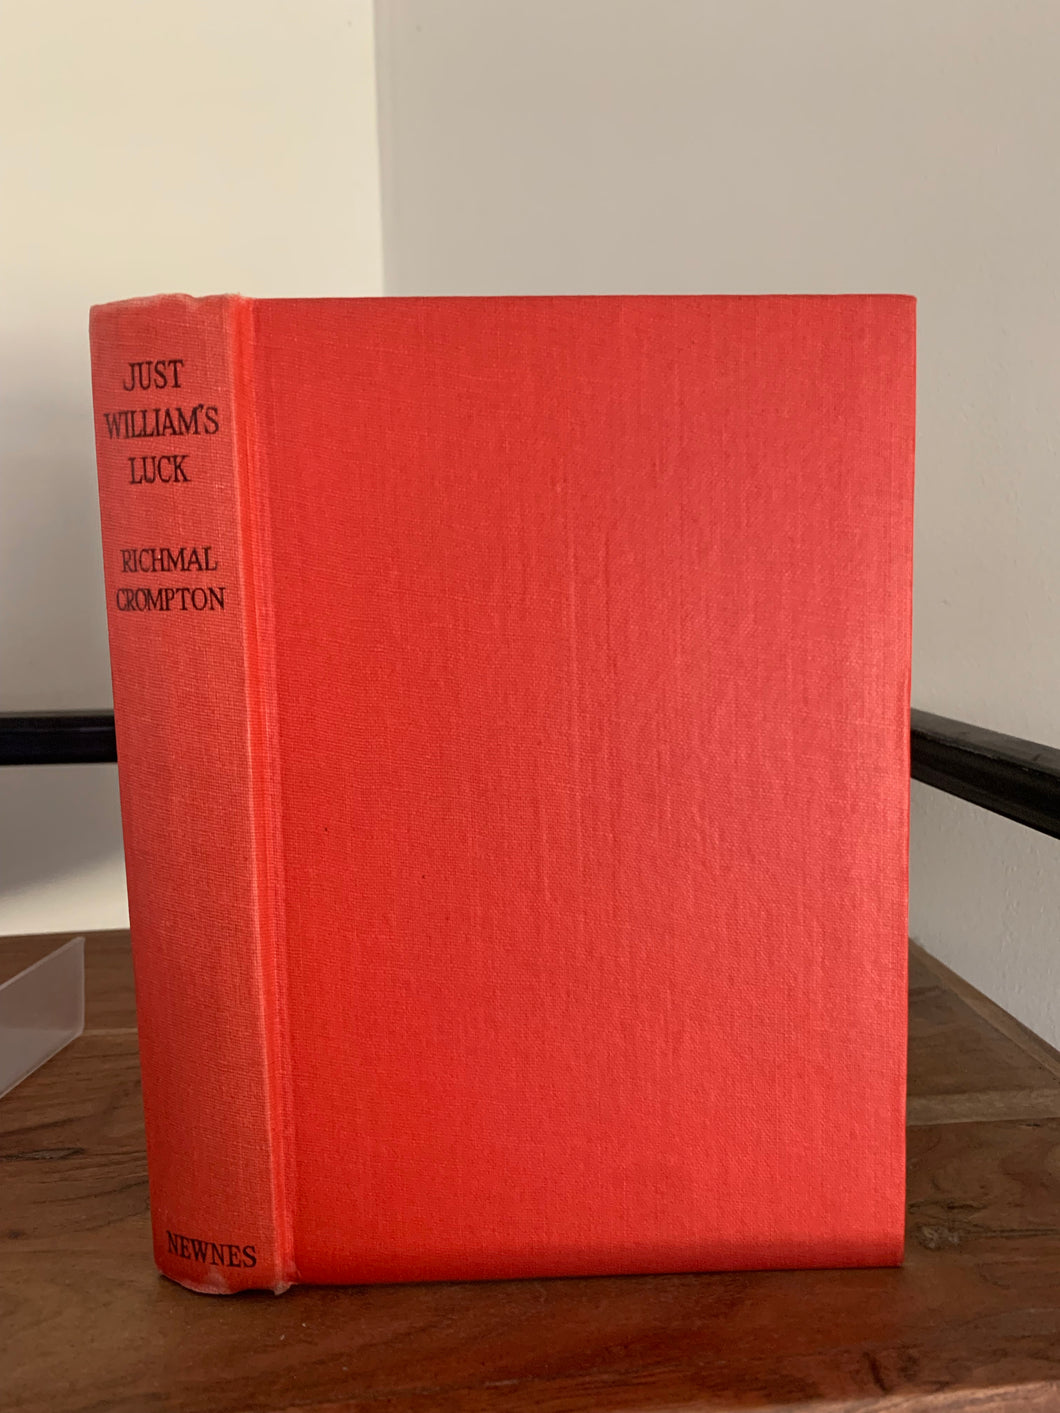 JUST
WILLIAM'S
LUCK
RICHMAL
CROMPTON
NEWNES